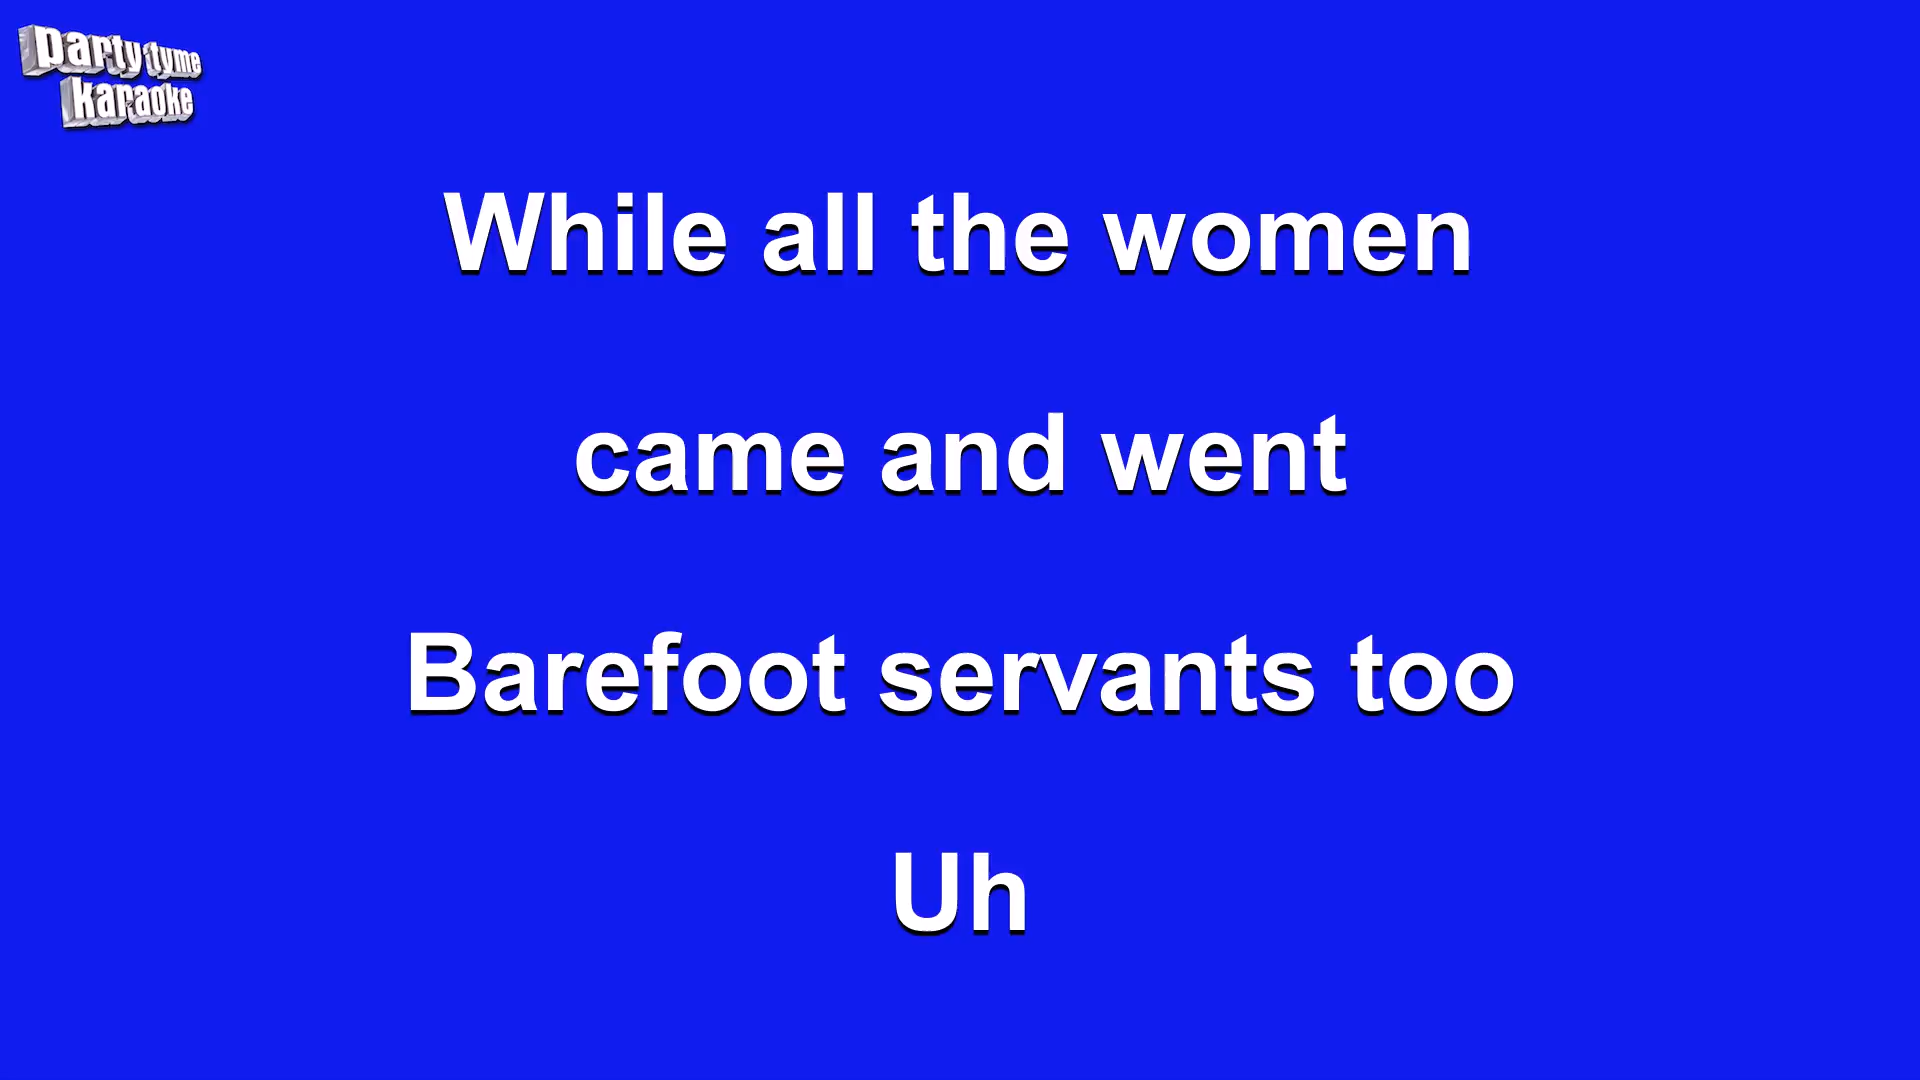 party tyme
karaoke
While all the women
came and went
Barefoot servants too
Uh